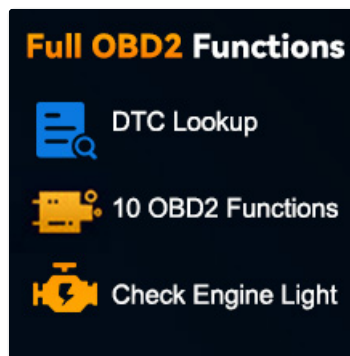 Full OBD2 Functions
DTC Lookup
10 OBD2 Functions
Check Engine Light